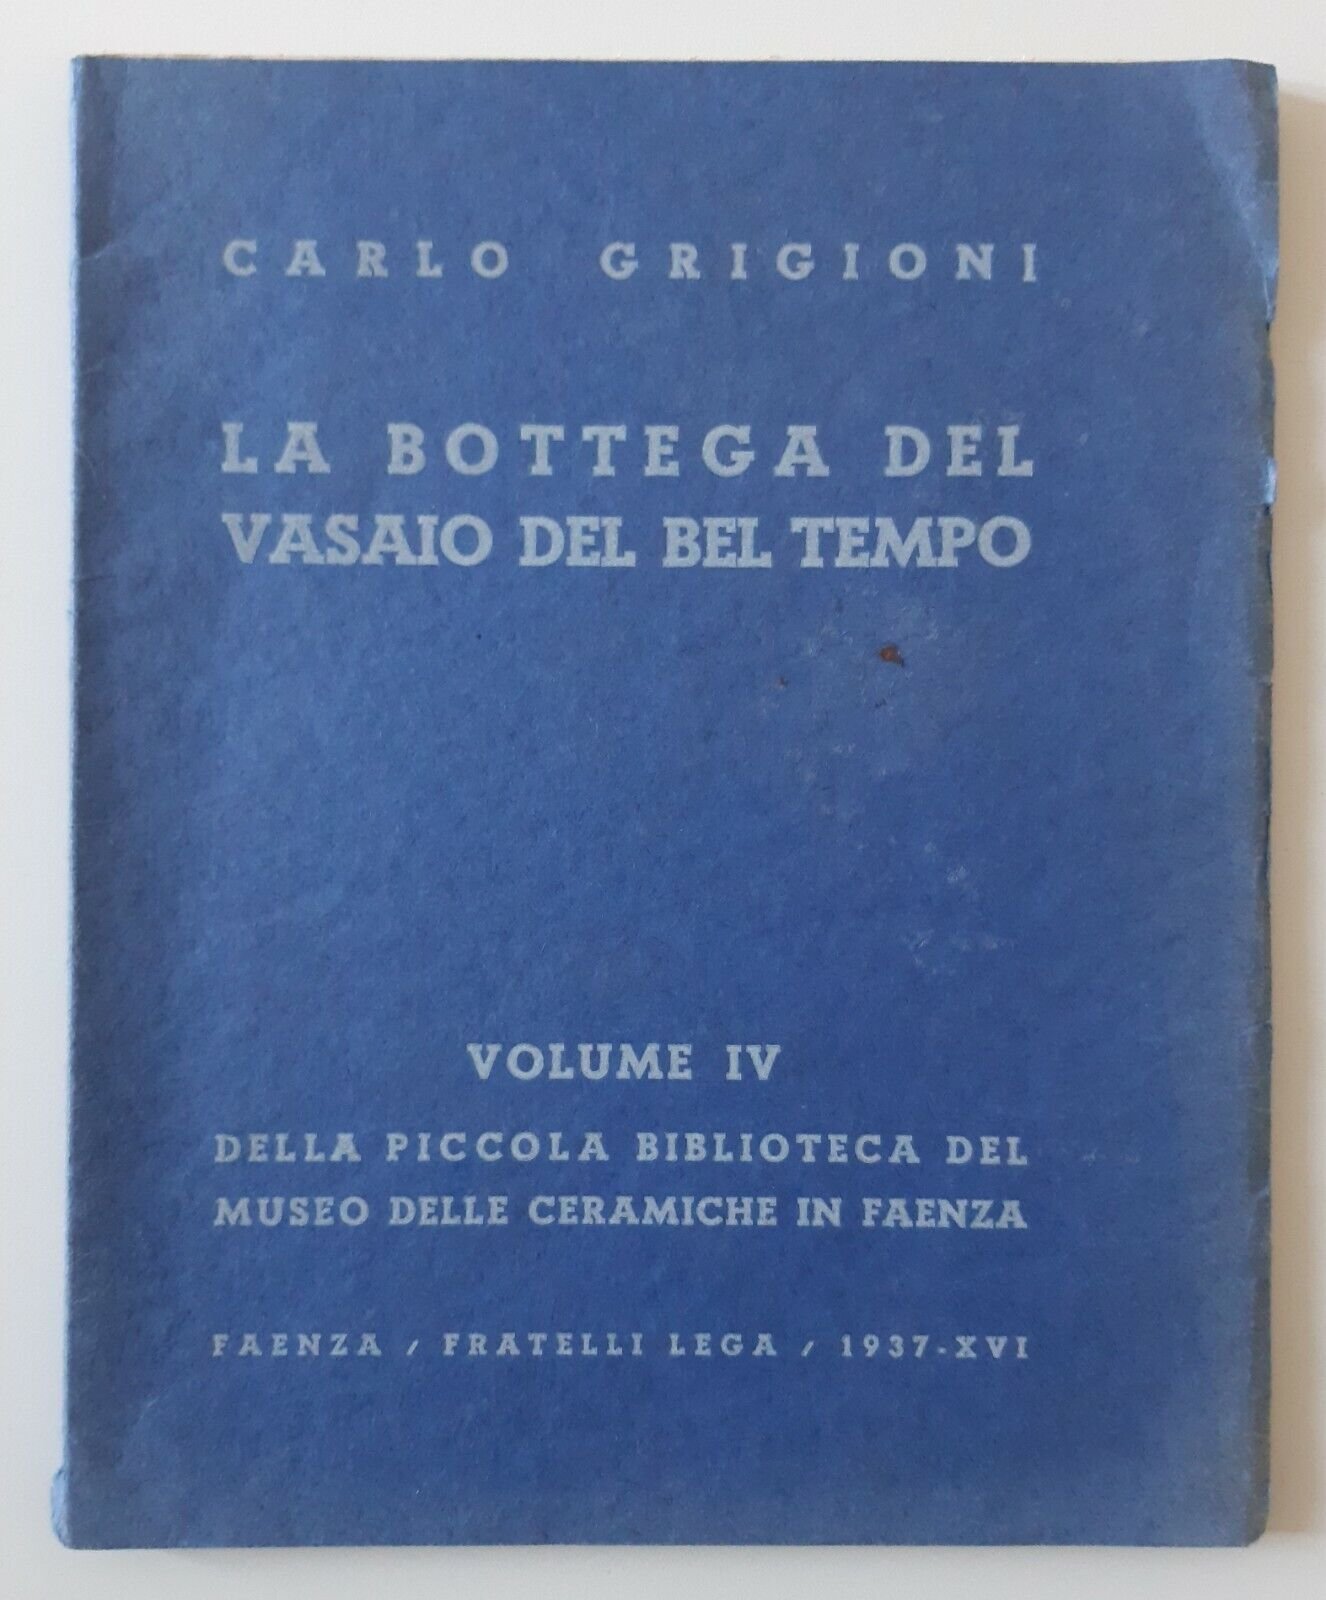 CARLO GRIGIONI
LA BOTTEGA DEL
VASAIO DEL BEL TEMPO
VOLUME IV
DELLA PICCOLA BIBLIOTECA DEL
MUSEO DELLE CERAMICHE IN FAENZA
FAENZA / FRATELLI LEGA / 1937-XVI